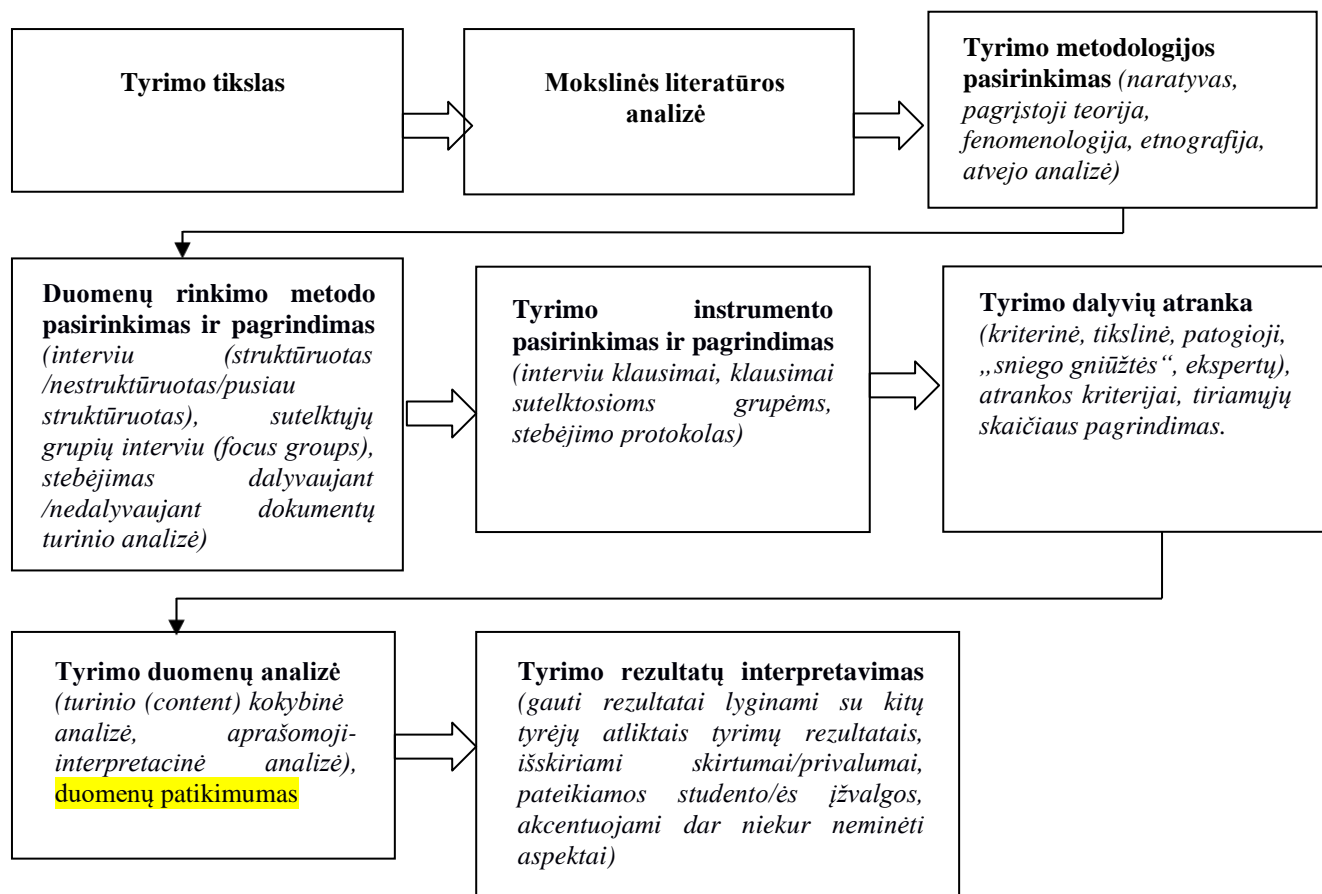 Tyrimo tikslas
Mokslinės literatūros
analizė
Tyrimo metodologijos
pasirinkimas (naratyvas,
pagrįstoji teorija,
fenomenologija, etnografija,
atvejo analizė)
Duomenų rinkimo metodo
pasirinkimas ir pagrindimas
(interviu (struktūruotas
/nestruktūruotas/pusiau
struktūruotas), sutelktųjų
grupių interviu (focus groups),
stebėjimas dalyvaujant
/nedalyvaujant dokumentų
turinio analizė)
Tyrimo instrumento
pasirinkimas ir pagrindimas
(interviu klausimai, klausimai
sutelktosioms grupėms,
stebėjimo protokolas)
Tyrimo dalyvių atranka
(kriterinė, tikslinė, patogioji,
„sniego gniūžtės“, ekspertų),
atrankos kriterijai, tiriamųjų
skaičiaus pagrindimas.
Tyrimo duomenų analizė
(turinio (content) kokybinė
analizė, aprašomoji-
interpretacinė analizė),
duomenų patikimumas
Tyrimo rezultatų interpretavimas
(gauti rezultatai lyginami su kitų
tyrėjų atliktais tyrimų rezultatais,
išskiriami skirtumai/privalumai,
pateikiamos studento/ės įžvalgos,
akcentuojami dar niekur neminėti
aspektai)